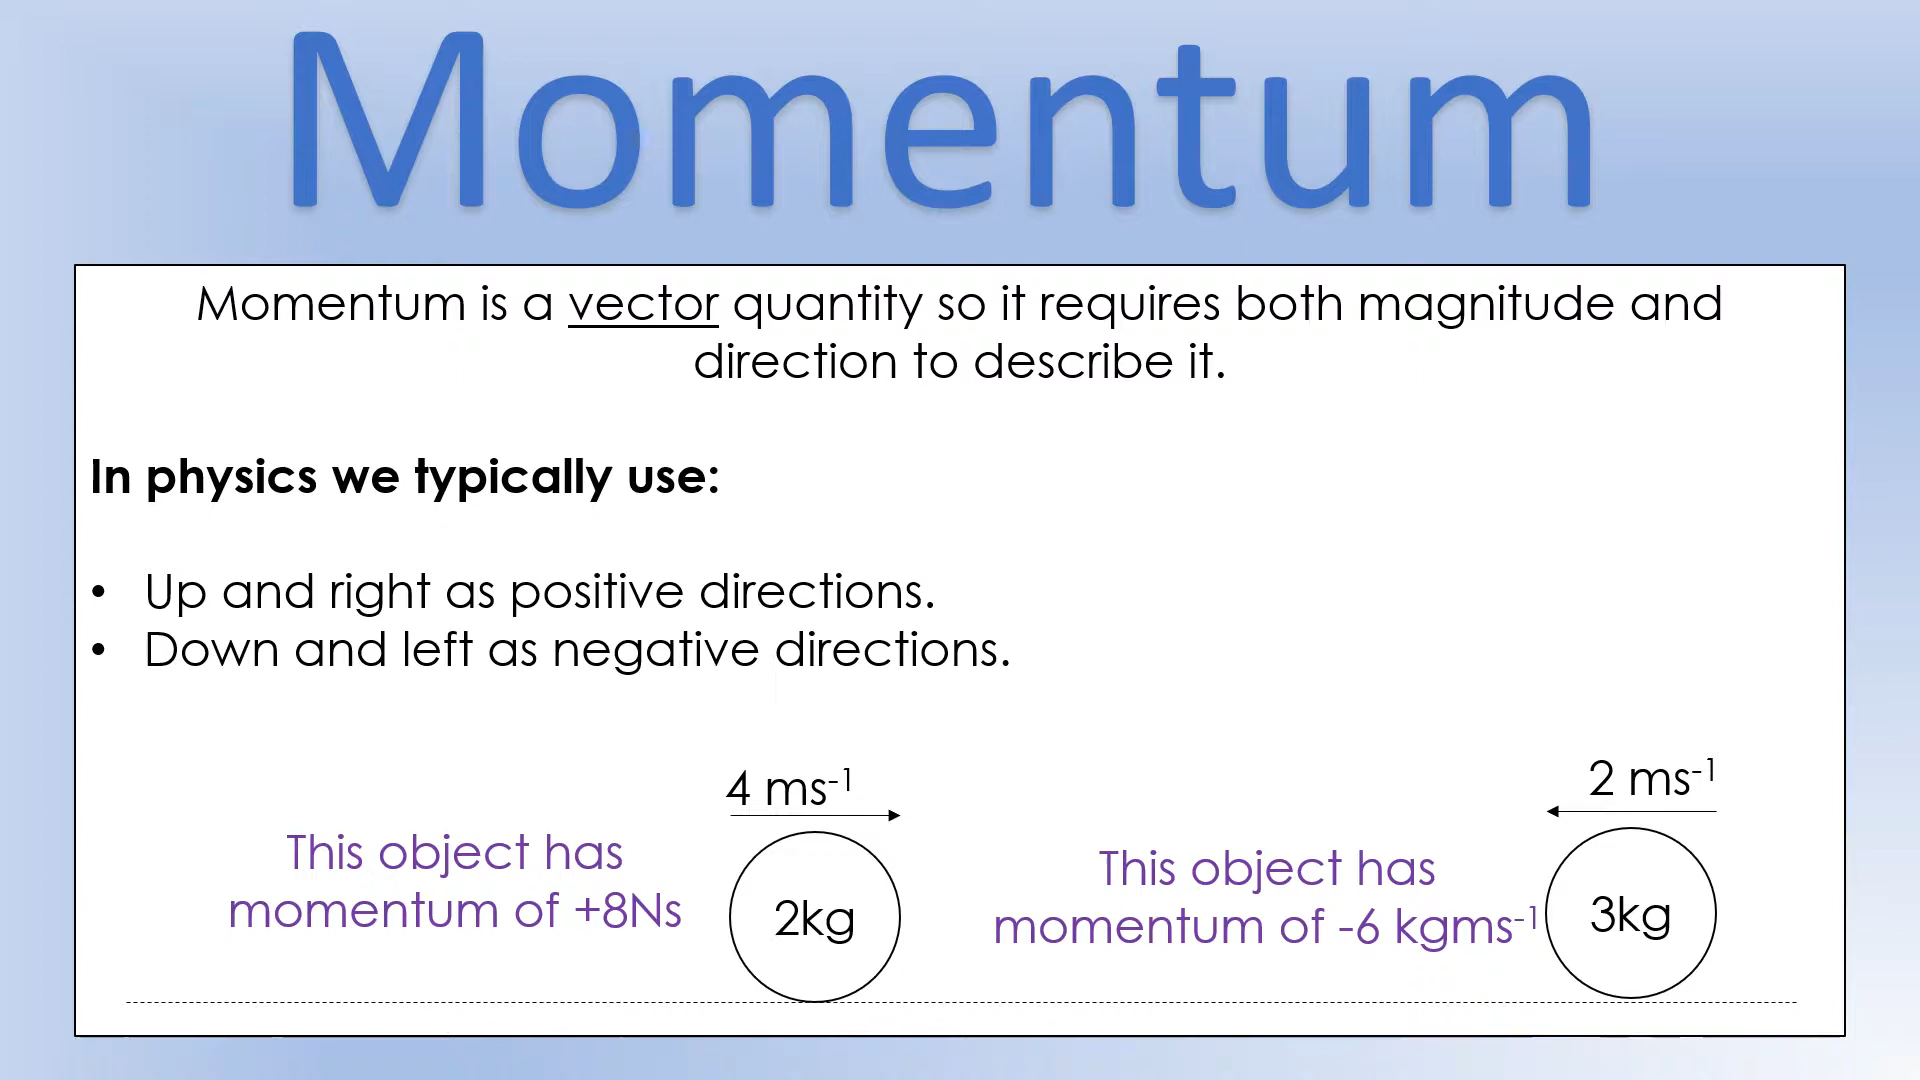 Momentum
Momentum is a vector quantity so it requires both magnitude and
direction to describe it.
In physics we typically use:
• Up and right as positive directions.
• Down and left as negative directions.
4 ms⁻¹
This object has
momentum of +8Ns
2kg
2 ms⁻¹
This object has
momentum of -6 kgms⁻¹
3kg